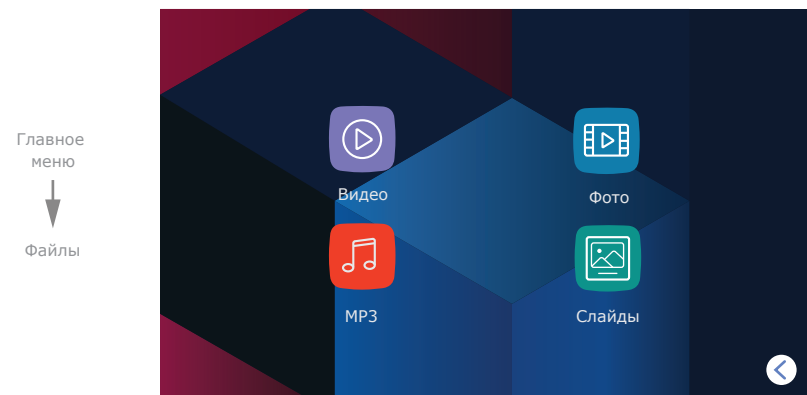 Главное
меню
Файлы
Видео
Фото
MP3
Слайды